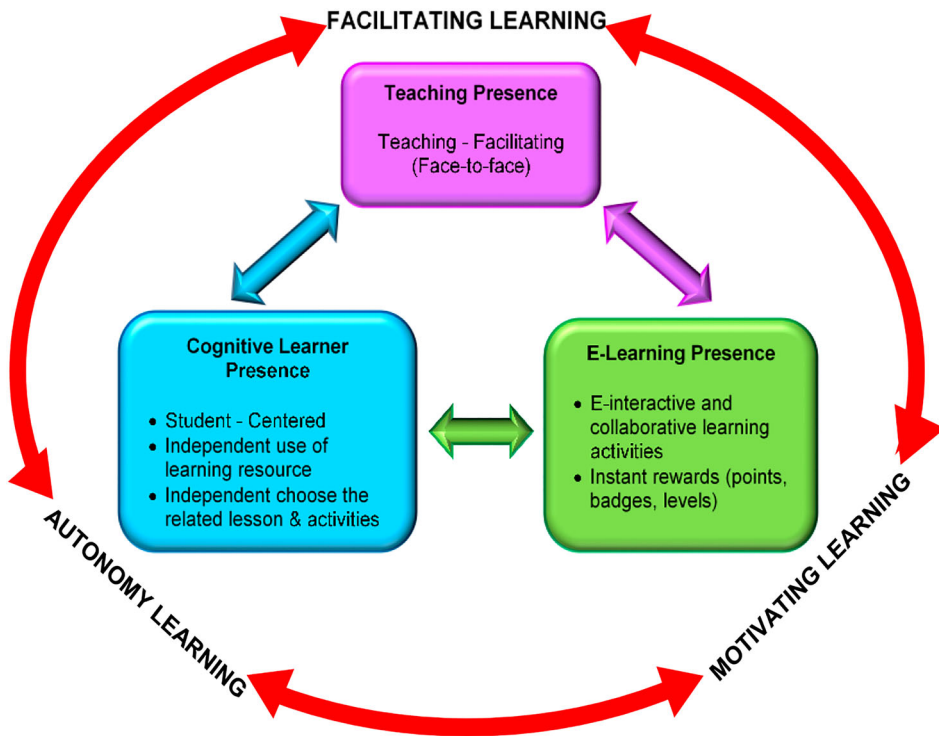 FACILITATING LEARNING
Teaching Presence
Teaching - Facilitating
(Face-to-face)
Cognitive Learner
Presence
• Student - Centered
• Independent use of
learning resource
• Independent choose the
related lesson & activities
E-Learning Presence
• E-interactive and
collaborative learning
activities
• Instant rewards (points,
badges, levels)
AUTONOMY LEARNING
MOTIVATING LEARNING